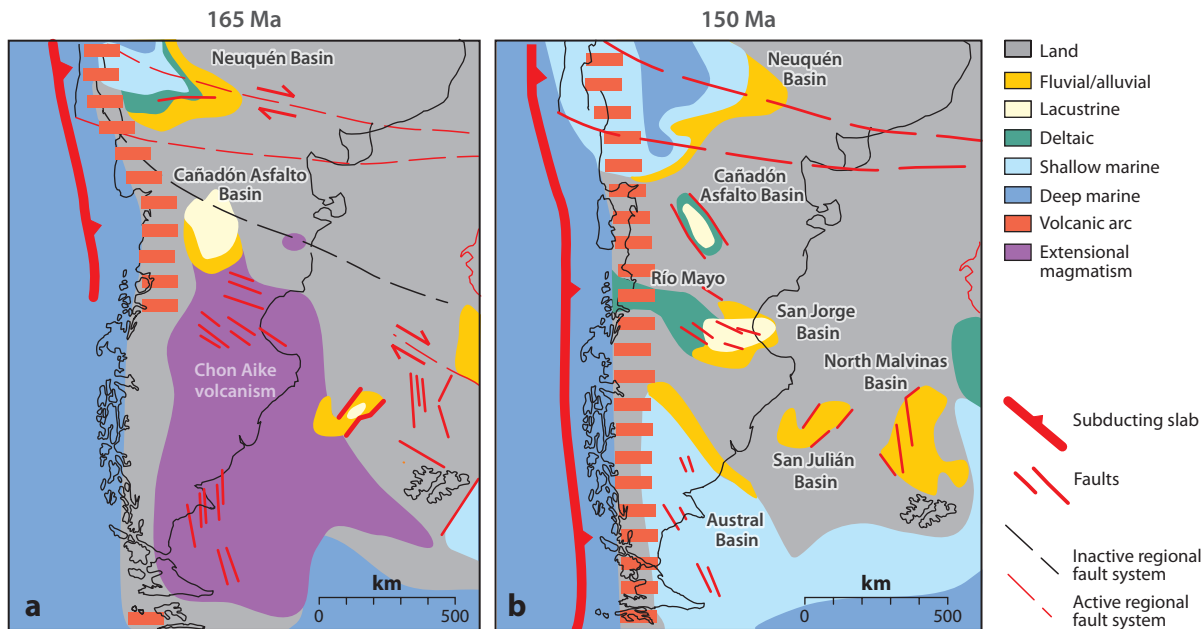 165 Ma
150 Ma
Neuquén Basin
Cañadón Asfalto
Basin
Chon Aike
volcanism
km
0
500
a
Neuquén
Basin
Cañadón
Asfalto Basin
Río Mayo
San Jorge
Basin
North Malvinas
Basin
San Julián
Basin
Austral
Basin
km
0
500
b
Land
Fluvial/alluvial
Lacustrine
Deltaic
Shallow marine
Deep marine
Volcanic arc
Extensional
magmatism
Subducting slab
Faults
Inactive regional
fault system
Active regional
fault system